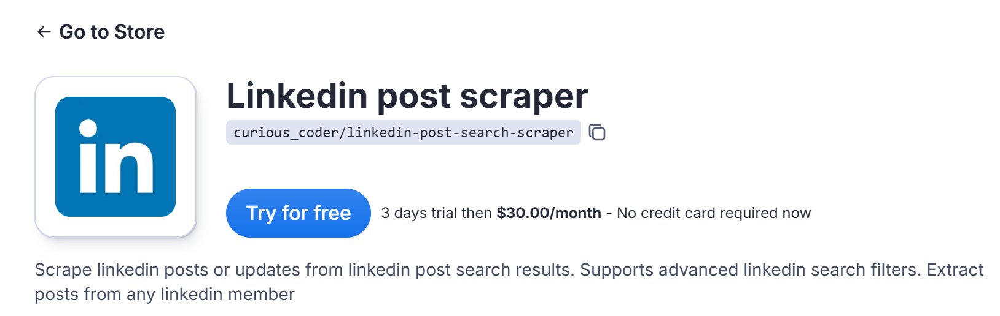 ← Go to Store
in
Linkedin post scraper
curious_coder/linkedin-post-search-scraper
Try for free
3 days trial then $30.00/month - No credit card required now
Scrape linkedin posts or updates from linkedin post search results. Supports advanced linkedin search filters. Extract
posts from any linkedin member